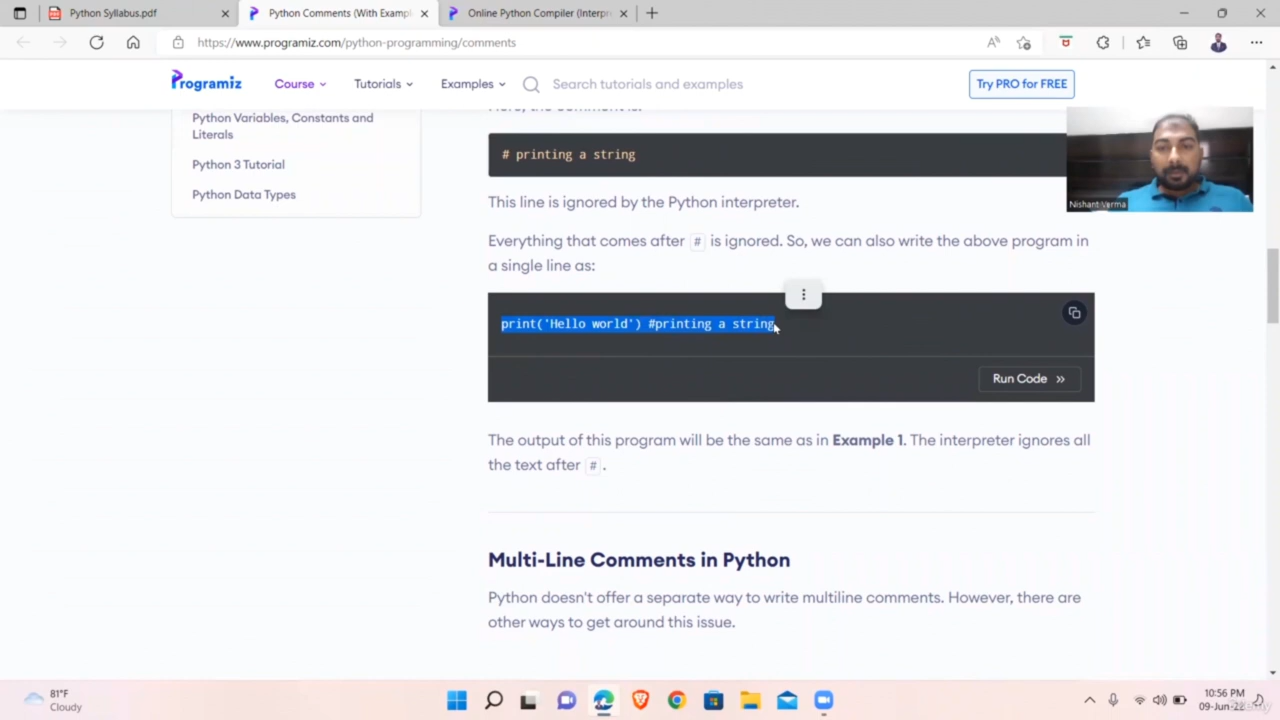 Python Syllabus.pdf
Python Comments (With Exampl
Online Python Compiler (Interpr
https://www.programiz.com/python-programming/comments
Programiz
Course
Tutorials
Examples
Search tutorials and examples
Try PRO for FREE
Python Variables, Constants and
Literals
Python 3 Tutorial
Python Data Types
# printing a string
This line is ignored by the Python interpreter.
Everything that comes after # is ignored. So, we can also write the above program in
a single line as:
print('Hello world') #printing a string
Run Code »
The output of this program will be the same as in Example 1. The interpreter ignores all
the text after # .
Multi-Line Comments in Python
Python doesn't offer a separate way to write multiline comments. However, there are
other ways to get around this issue.
Nishant Verma
81°F
Cloudy
10:56 PM
09-Jun-22